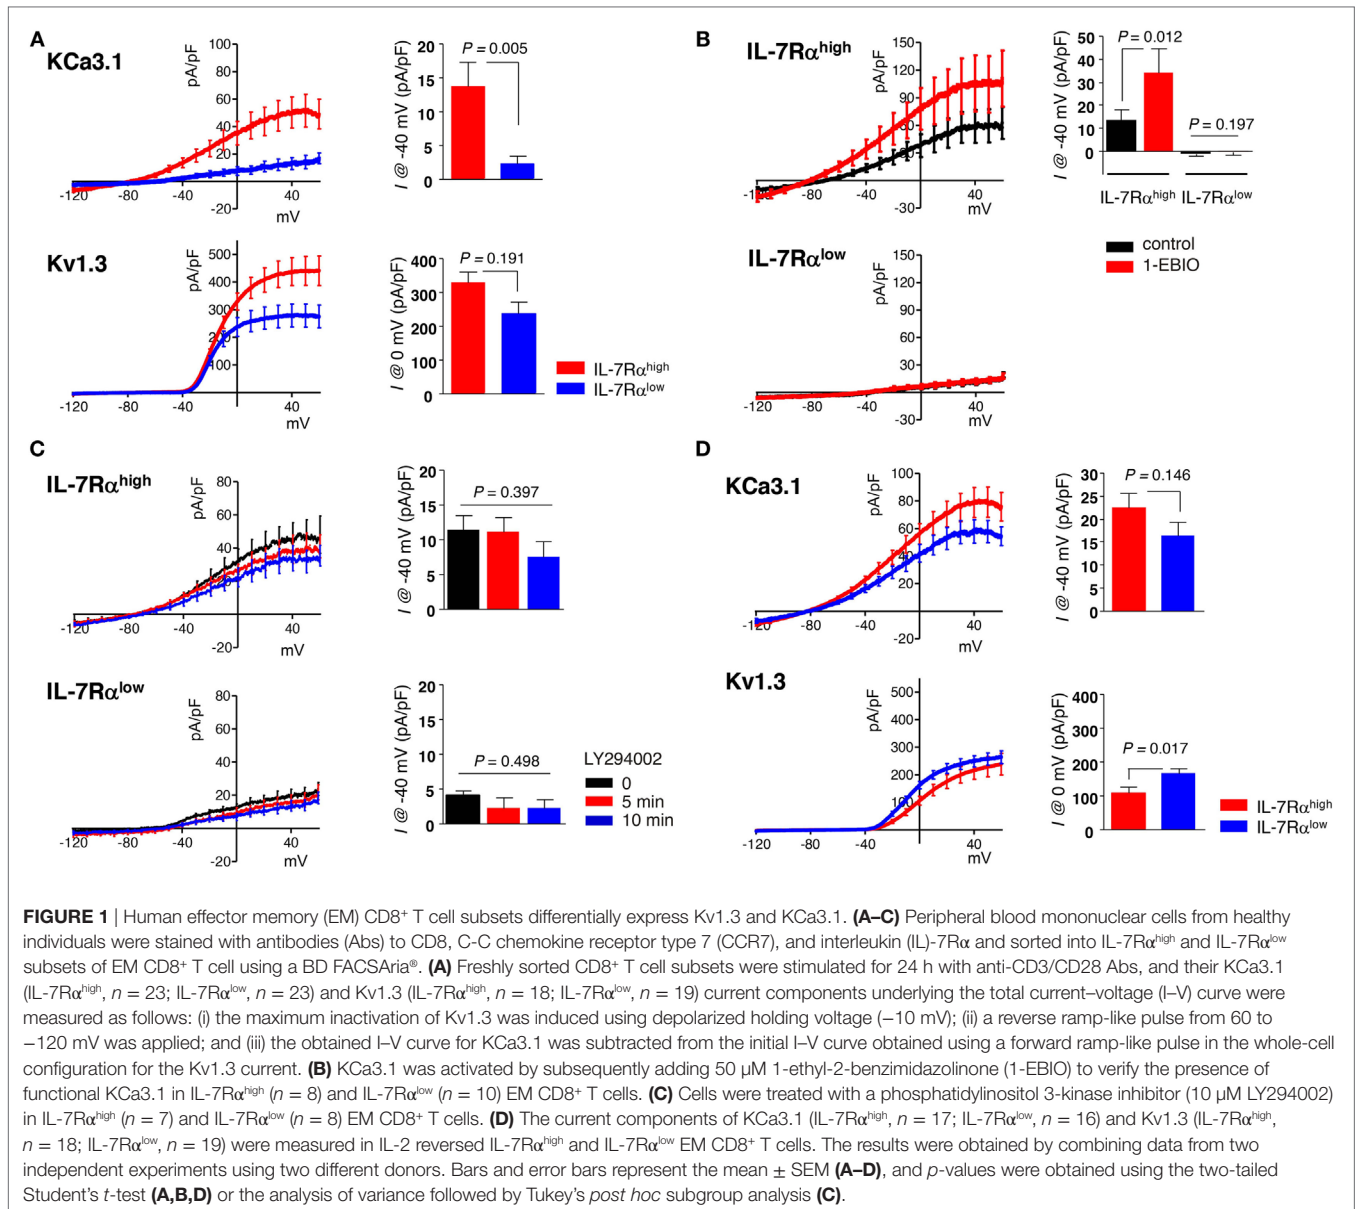 A
KCa3.1
pA/pF
100
80
60
40
20
-120
-80
-40
40
mV
-20
I @ -40 mV (pA/pF)
20
15
10
5
0
P = 0.005
Kv1.3
pA/pF
500
400
300
200
100
-120
-80
-40
40
mV
I @ 0 mV (pA/pF)
400
300
200
100
0
P = 0.191
IL-7Rα^high
IL-7Rα^low
B
IL-7Rα^high
pA/pF
150
120
90
60
30
-120
-80
-40
40
mV
-30
I @ -40 mV (pA/pF)
50
40
30
20
10
0
P = 0.012
P = 0.197
IL-7Rα^high IL-7Rα^low
control
1-EBIO
IL-7Rα^low
pA/pF
150
120
90
60
30
-120
-80
-40
40
mV
-30
C
IL-7Rα^high
pA/pF
80
60
40
20
-120
-80
-40
40
mV
-20
I @ -40 mV (pA/pF)
20
15
10
5
0
P = 0.397
IL-7Rα^low
pA/pF
80
60
40
20
-120
-80
-40
40
mV
-20
I @ -40 mV (pA/pF)
20
15
10
5
0
P = 0.498
LY294002
0
5 min
10 min
D
KCa3.1
pA/pF
100
80
60
40
20
-120
-80
-40
40
mV
-20
I @ -40 mV (pA/pF)
30
25
20
15
10
5
0
P = 0.146
Kv1.3
pA/pF
500
400
300
200
100
-120
-80
-40
40
mV
I @ 0 mV (pA/pF)
400
300
200
100
0
P = 0.017
IL-7Rα^high
IL-7Rα^low
FIGURE 1 | Human effector memory (EM) CD8⁺ T cell subsets differentially express Kv1.3 and KCa3.1. (A–C) Peripheral blood mononuclear cells from healthy
individuals were stained with antibodies (Abs) to CD8, C-C chemokine receptor type 7 (CCR7), and interleukin (IL)-7Rα and sorted into IL-7Rα^high and IL-7Rα^low
subsets of EM CD8⁺ T cell using a BD FACSAria®. (A) Freshly sorted CD8⁺ T cell subsets were stimulated for 24 h with anti-CD3/CD28 Abs, and their KCa3.1
(IL-7Rα^high, n = 23; IL-7Rα^low, n = 23) and Kv1.3 (IL-7Rα^high, n = 18; IL-7Rα^low, n = 19) current components underlying the total current–voltage (I–V) curve were
measured as follows: (i) the maximum inactivation of Kv1.3 was induced using depolarized holding voltage (−10 mV); (ii) a reverse ramp-like pulse from 60 to
−120 mV was applied; and (iii) the obtained I–V curve for KCa3.1 was subtracted from the initial I–V curve obtained using a forward ramp-like pulse in the whole-cell
configuration for the Kv1.3 current. (B) KCa3.1 was activated by subsequently adding 50 µM 1-ethyl-2-benzimidazolinone (1-EBIO) to verify the presence of
functional KCa3.1 in IL-7Rα^high (n = 8) and IL-7Rα^low (n = 10) EM CD8⁺ T cells. (C) Cells were treated with a phosphatidylinositol 3-kinase inhibitor (10 µM LY294002)
in IL-7Rα^high (n = 7) and IL-7Rα^low (n = 8) EM CD8⁺ T cells. (D) The current components of KCa3.1 (IL-7Rα^high, n = 17; IL-7Rα^low, n = 16) and Kv1.3 (IL-7Rα^high,
n = 18; IL-7Rα^low, n = 19) were measured in IL-2 reversed IL-7Rα^high and IL-7Rα^low EM CD8⁺ T cells. The results were obtained by combining data from two
independent experiments using two different donors. Bars and error bars represent the mean ± SEM (A–D), and p-values were obtained using the two-tailed
Student's t-test (A,B,D) or the analysis of variance followed by Tukey's post hoc subgroup analysis (C).